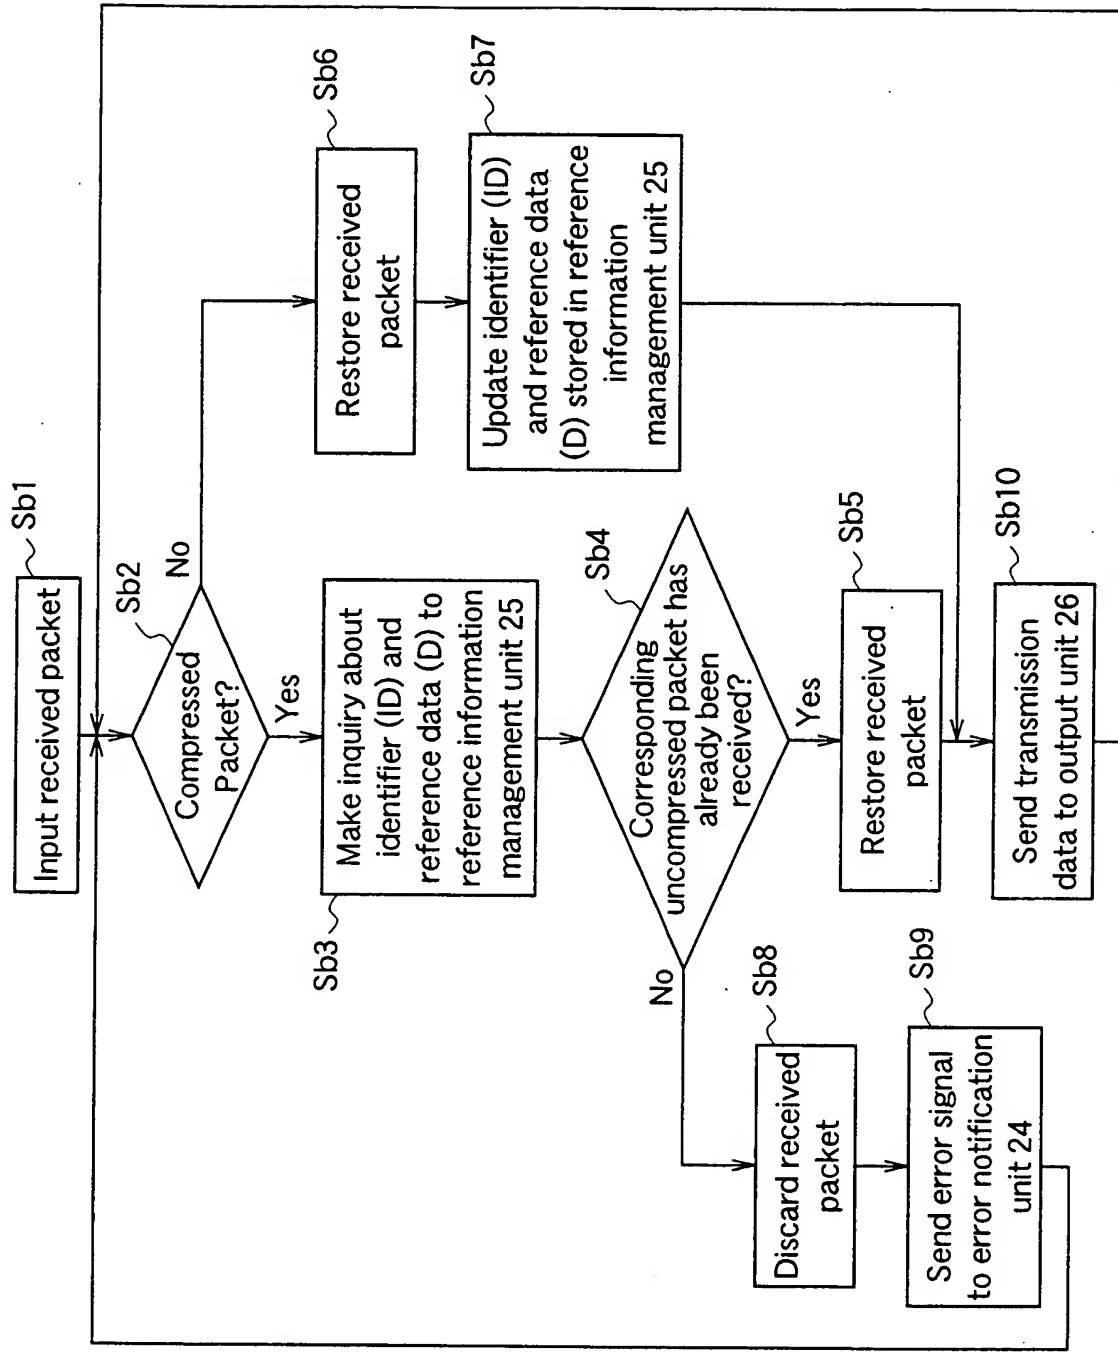 Input received packet
Sb1
Sb2
Compressed
Packet?
No
Yes
Sb3
Make inquiry about
identifier (ID) and
reference data (D) to
reference information
management unit 25
Sb4
Corresponding
uncompressed packet has
already been
received?
No
Yes
Sb5
Restore received
packet
Sb6
Restore received
packet
Sb7
Update identifier (ID)
and reference data
(D) stored in reference
information
management unit 25
Sb8
Discard received
packet
Sb9
Send error signal
to error notification
unit 24
Sb10
Send transmission
data to output unit 26